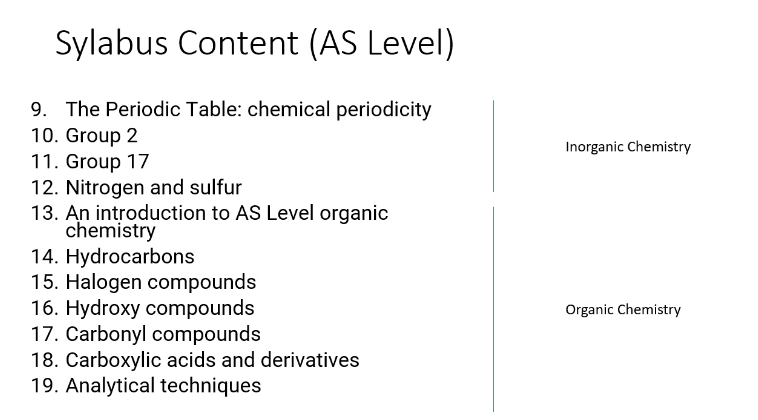 Sylabus Content (AS Level)
9. The Periodic Table: chemical periodicity
10. Group 2
11. Group 17
12. Nitrogen and sulfur
13. An introduction to AS Level organic
chemistry
14. Hydrocarbons
15. Halogen compounds
16. Hydroxy compounds
17. Carbonyl compounds
18. Carboxylic acids and derivatives
19. Analytical techniques
Inorganic Chemistry
Organic Chemistry